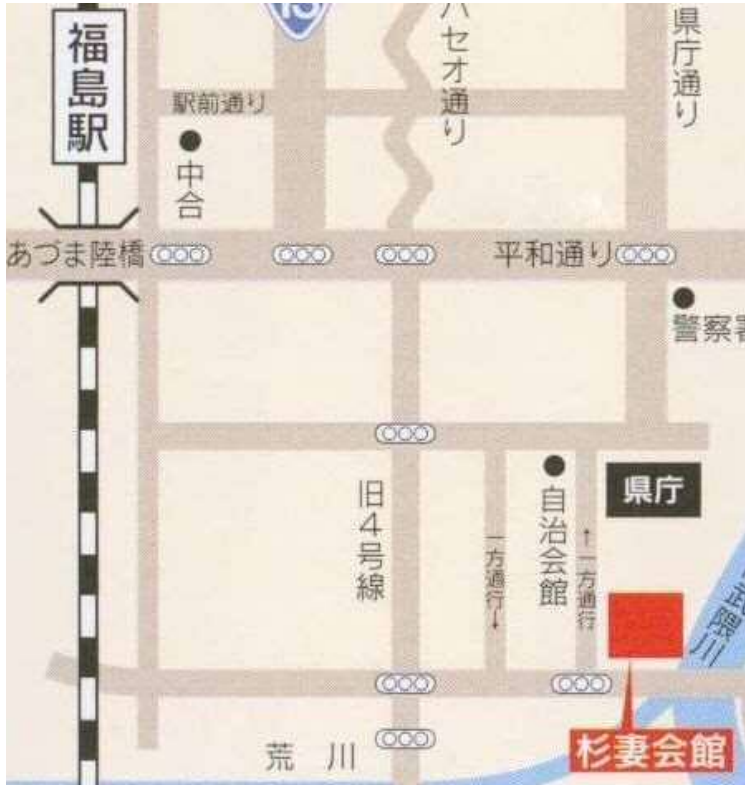 13
福島駅
ハセオ通り
県庁通り
駅前通り
中合
あづま陸橋
平和通り
警察署
旧4号線
一方通行↓
自治会館
↑一方通行
県庁
武隈川
荒川
杉妻会館